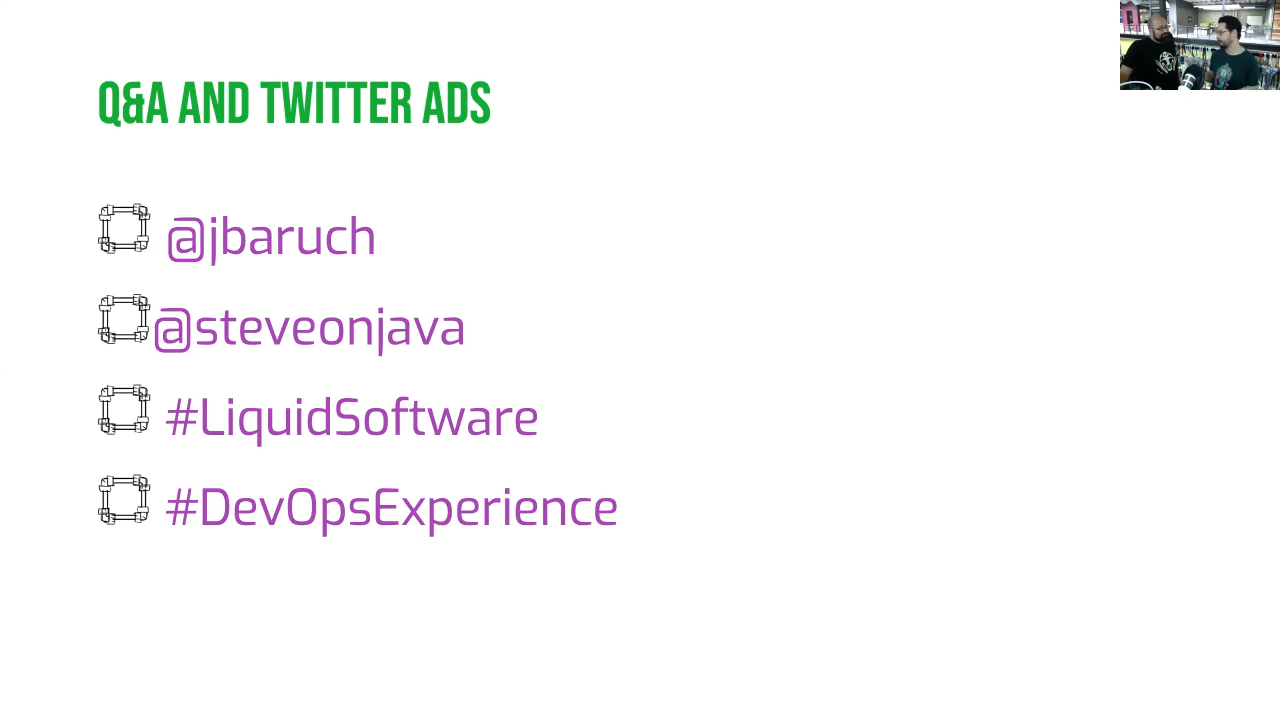 Q&A AND TWITTER ADS
@jbaruch
@steveonjava
#LiquidSoftware
#DevOpsExperience